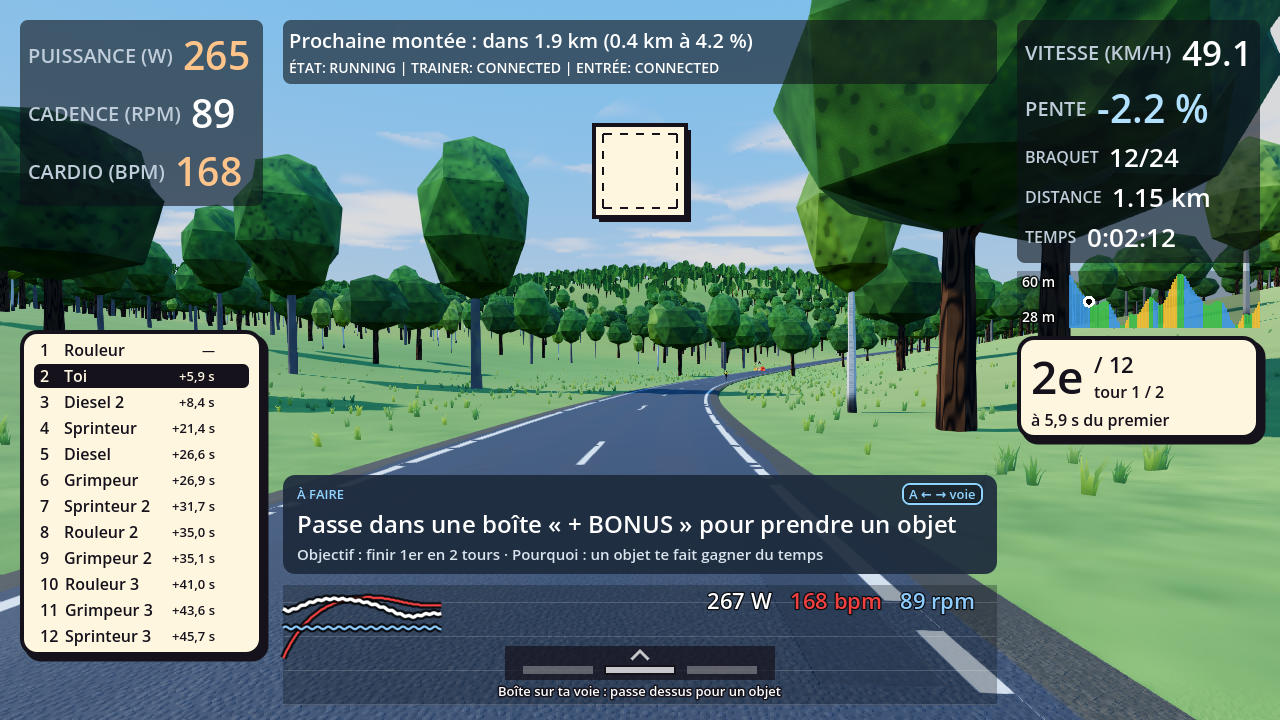 PUISSANCE (W) 265
CADENCE (RPM) 89
CARDIO (BPM) 168
Prochaine montée : dans 1.9 km (0.4 km à 4.2 %)
ÉTAT: RUNNING | TRAINER: CONNECTED | ENTRÉE: CONNECTED
VITESSE (KM/H) 49.1
PENTE -2.2 %
BRAQUET 12/24
DISTANCE 1.15 km
TEMPS 0:02:12
60 m
28 m
2e / 12
tour 1 / 2
à 5,9 s du premier
1 Rouleur —
2 Toi +5,9 s
3 Diesel 2 +8,4 s
4 Sprinteur +21,4 s
5 Diesel +26,6 s
6 Grimpeur +26,9 s
7 Sprinteur 2 +31,7 s
8 Rouleur 2 +35,0 s
9 Grimpeur 2 +35,1 s
10 Rouleur 3 +41,0 s
11 Grimpeur 3 +43,6 s
12 Sprinteur 3 +45,7 s
À FAIRE
A ← → voie
Passe dans une boîte « + BONUS » pour prendre un objet
Objectif : finir 1er en 2 tours · Pourquoi : un objet te fait gagner du temps
267 W 168 bpm 89 rpm
Boîte sur ta voie : passe dessus pour un objet